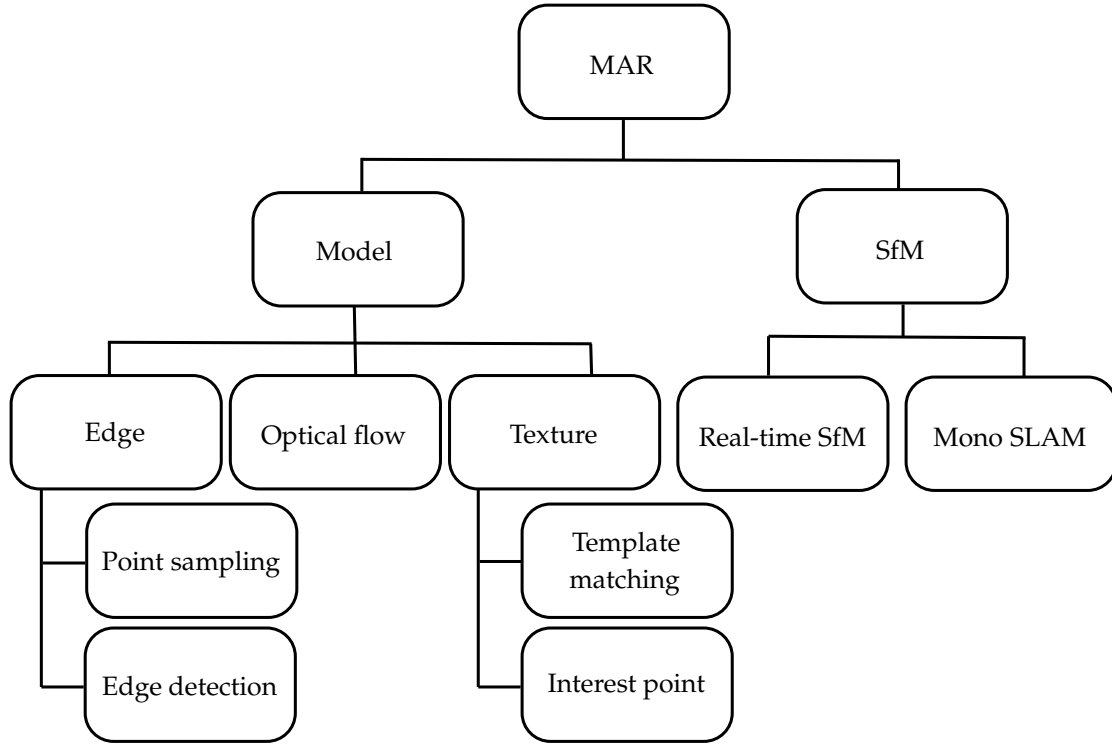 MAR
Model
SfM
Edge
Optical flow
Texture
Real-time SfM
Mono SLAM
Point sampling
Template
matching
Edge detection
Interest point